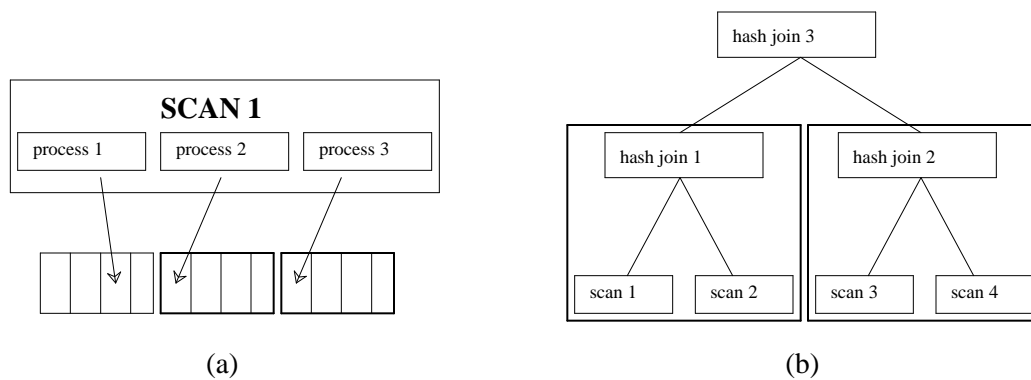 SCAN 1
process 1
process 2
process 3
(a)
hash join 3
hash join 1
hash join 2
scan 1
scan 2
scan 3
scan 4
(b)